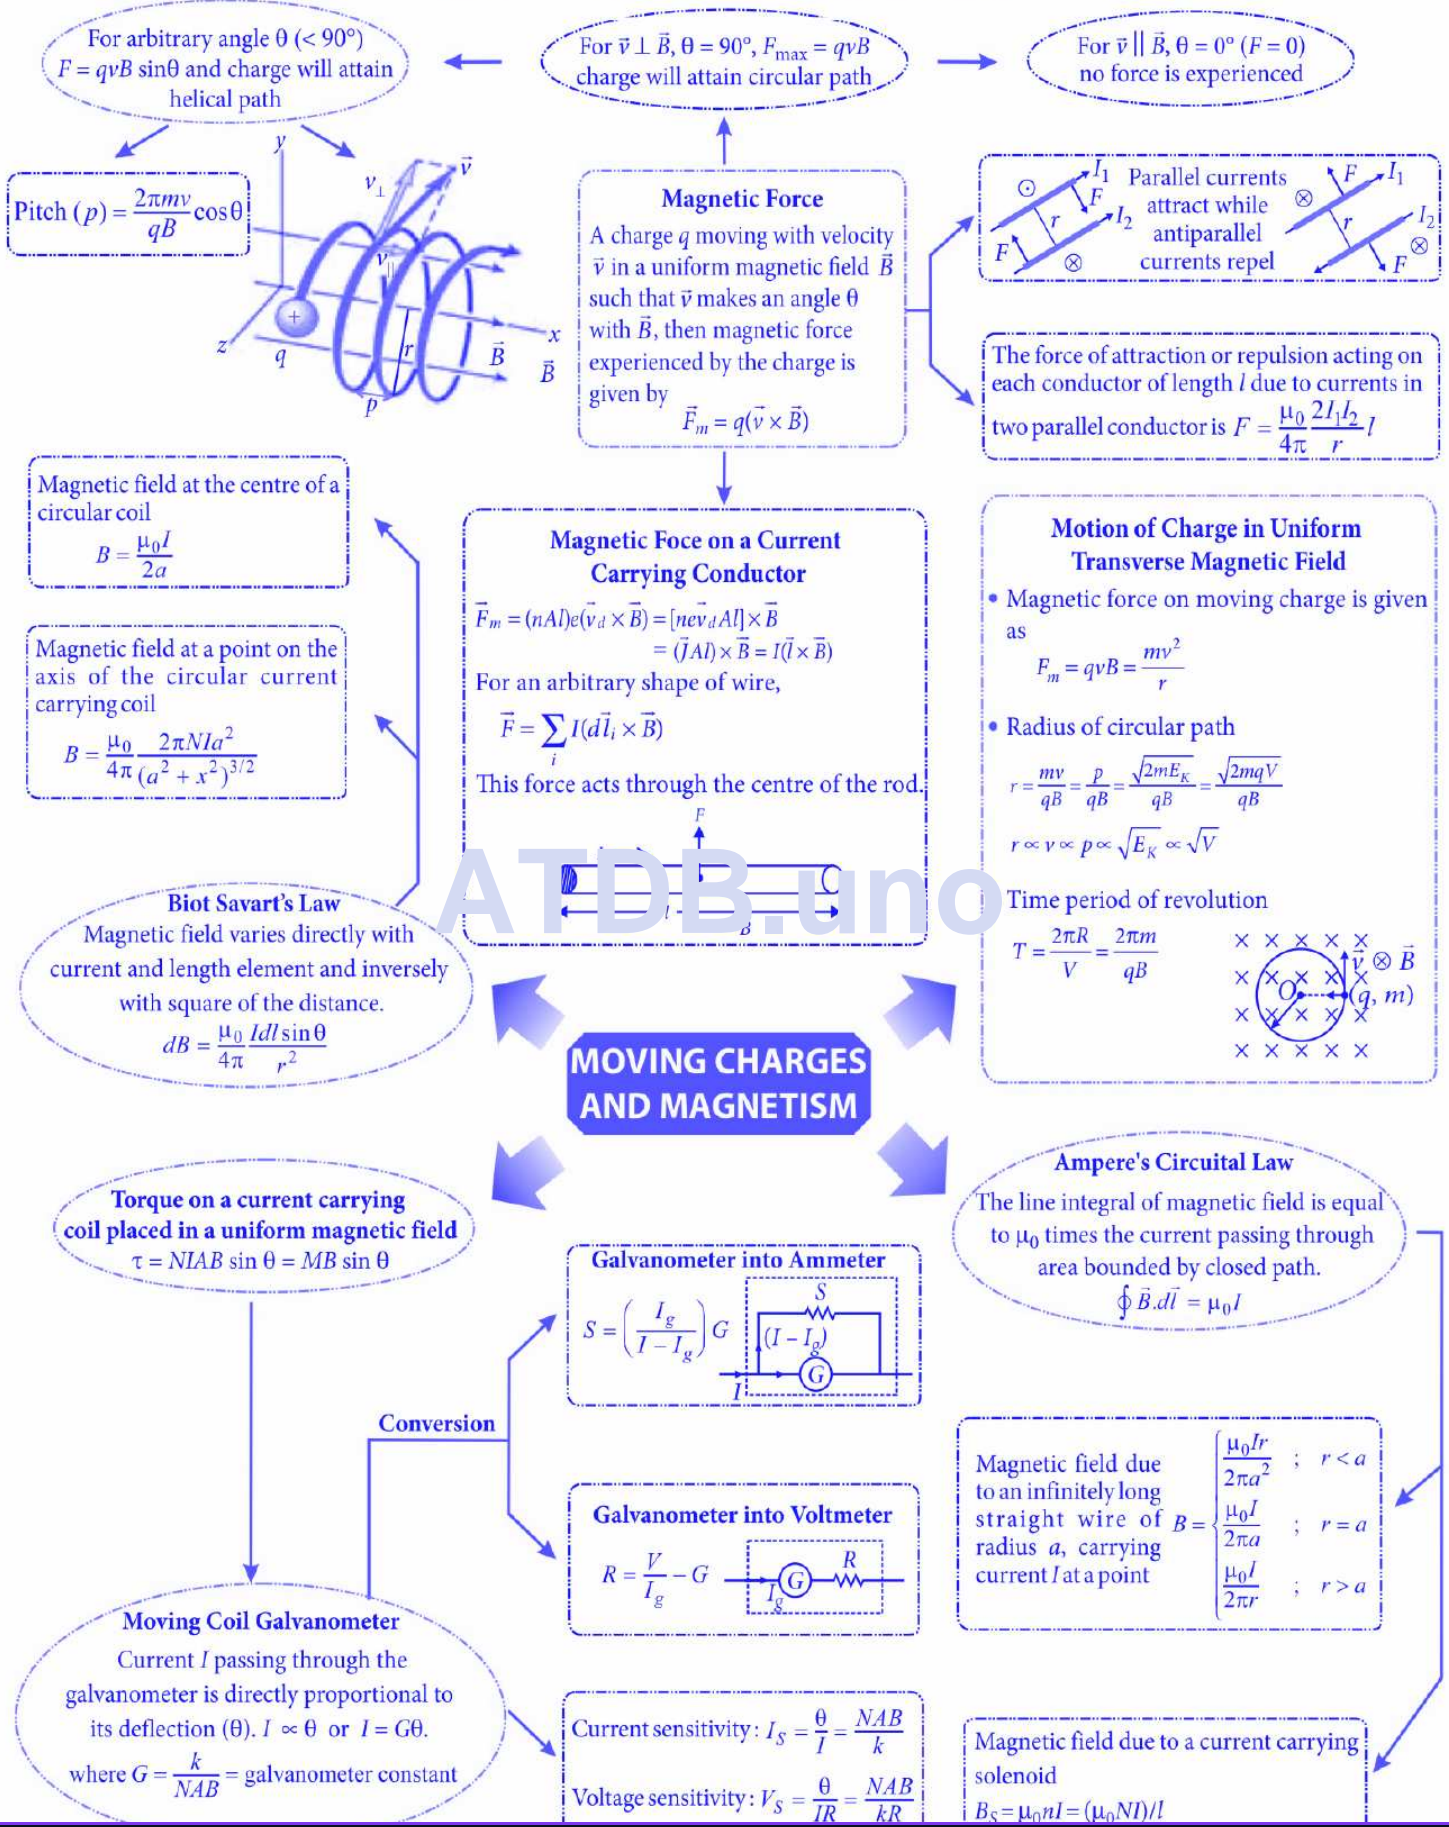 For arbitrary angle θ (< 90°)
F = qvB sinθ and charge will attain
helical path
For v⃗ ⊥ B⃗, θ = 90°, Fmax = qvB
charge will attain circular path
For v⃗ || B⃗, θ = 0° (F = 0)
no force is experienced
Pitch (p) = 2πmv/qB cosθ
y
v⊥
v⃗
v||
+
q
z
x
r
p
B⃗
B⃗
Magnetic Force
A charge q moving with velocity
v⃗ in a uniform magnetic field B⃗
such that v⃗ makes an angle θ
with B⃗, then magnetic force
experienced by the charge is
given by
F⃗m = q(v⃗ × B⃗)
I1
F
r
I2
F
Parallel currents
attract while
antiparallel
currents repel
F
I1
r
I2
F
The force of attraction or repulsion acting on
each conductor of length l due to currents in
two parallel conductor is F = μ0/4π 2I1I2/r l
Magnetic field at the centre of a
circular coil
B = μ0I/2a
Magnetic field at a point on the
axis of the circular current
carrying coil
B = μ0/4π 2πNIa²/(a² + x²)^3/2
Magnetic Foce on a Current
Carrying Conductor
F⃗m = (nAl)e(v⃗d × B⃗) = [nev⃗dAl] × B⃗
= (J⃗Al) × B⃗ = I(l⃗ × B⃗)
For an arbitrary shape of wire,
F⃗ = ∑i I(dl⃗i × B⃗)
This force acts through the centre of the rod.
F
l
B
Motion of Charge in Uniform
Transverse Magnetic Field
• Magnetic force on moving charge is given
as
Fm = qvB = mv²/r
• Radius of circular path
r = mv/qB = p/qB = √2mEK/qB = √2mqV/qB
r ∝ v ∝ p ∝ √EK ∝ √V
Time period of revolution
T = 2πR/V = 2πm/qB
v⃗ ⊗ B⃗
O
(q, m)
ATDB.uno
Biot Savart's Law
Magnetic field varies directly with
current and length element and inversely
with square of the distance.
dB = μ0/4π Idl sinθ/r²
MOVING CHARGES
AND MAGNETISM
Torque on a current carrying
coil placed in a uniform magnetic field
τ = NIAB sin θ = MB sin θ
Ampere's Circuital Law
The line integral of magnetic field is equal
to μ0 times the current passing through
area bounded by closed path.
∮B⃗.dl⃗ = μ0I
Galvanometer into Ammeter
S = (Ig/I – Ig) G
S
(I – Ig)
G
I
Conversion
Galvanometer into Voltmeter
R = V/Ig – G
G
R
Ig
Magnetic field due
to an infinitely long
straight wire of
radius a, carrying
current I at a point
B =
μ0Ir/2πa² ; r < a
μ0I/2πa ; r = a
μ0I/2πr ; r > a
Moving Coil Galvanometer
Current I passing through the
galvanometer is directly proportional to
its deflection (θ). I ∝ θ or I = Gθ.
where G = k/NAB = galvanometer constant
Current sensitivity : IS = θ/I = NAB/k
Voltage sensitivity : VS = θ/IR = NAB/kR
Magnetic field due to a current carrying
solenoid
BS = μ0nI = (μ0NI)/l